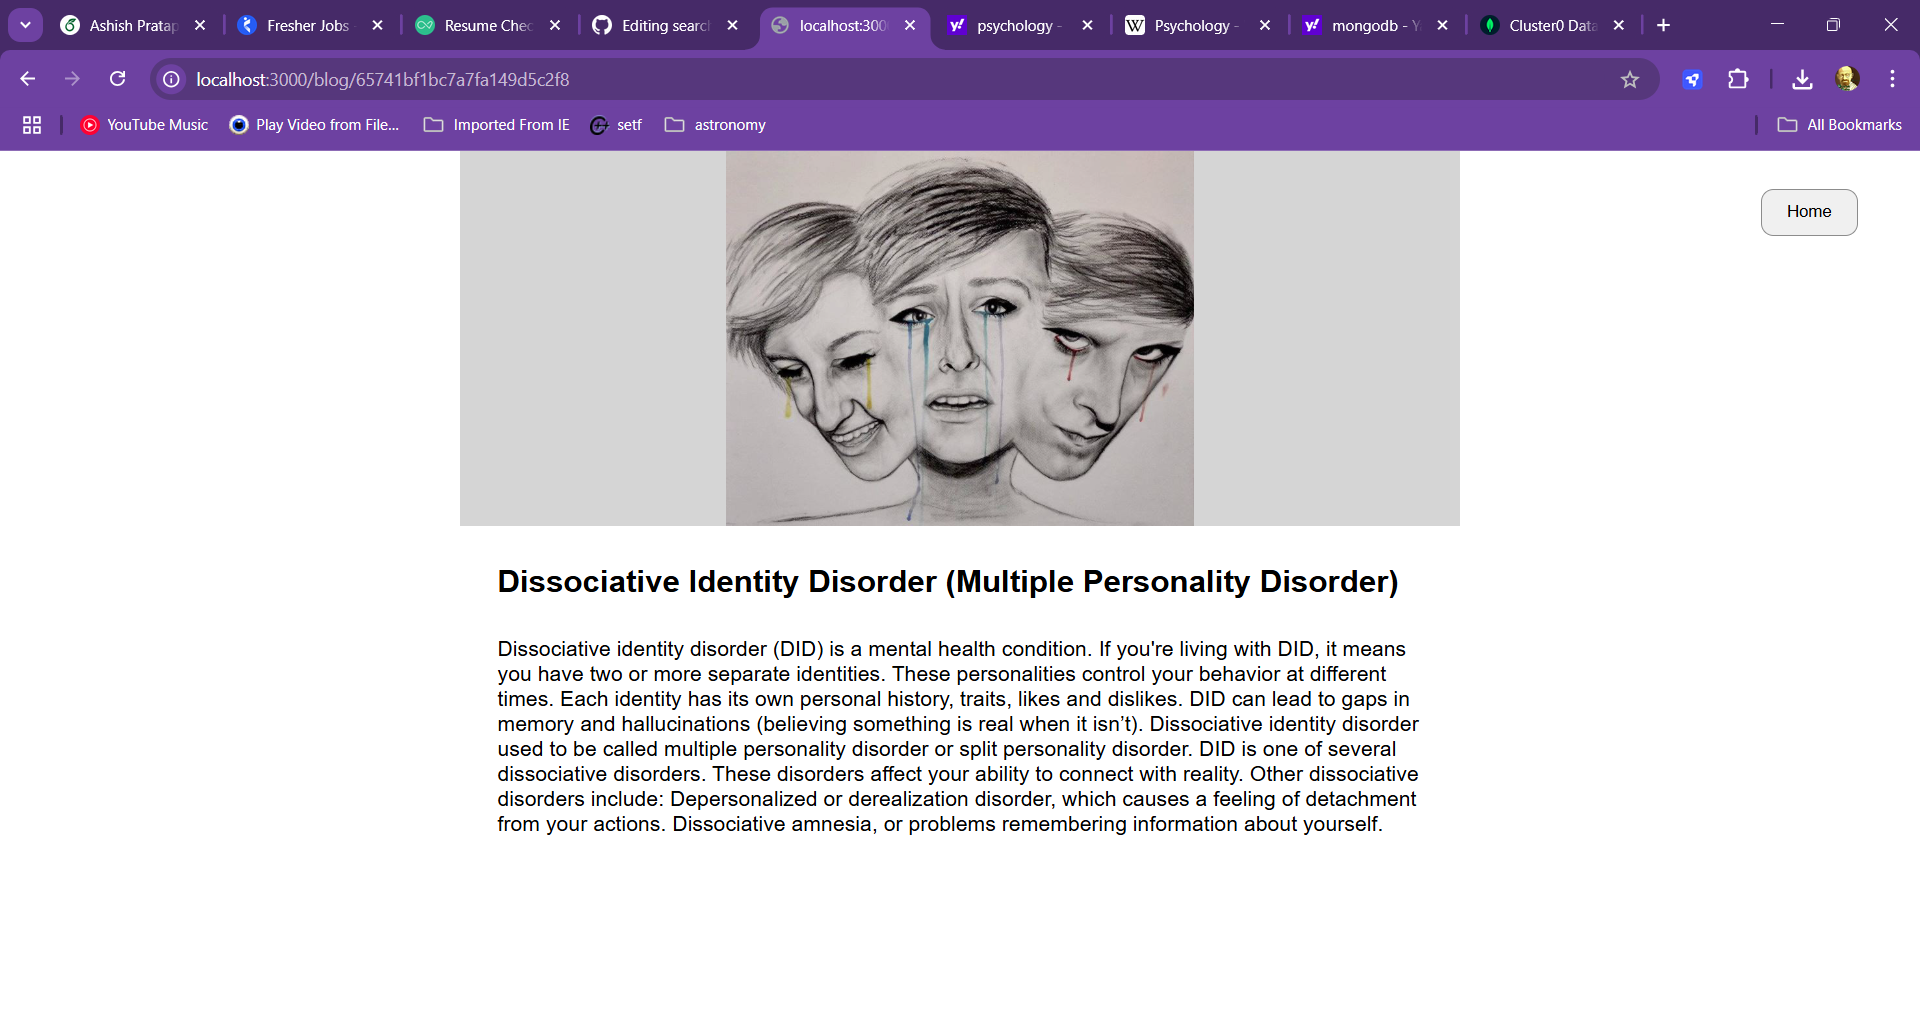 Ashish Pratap
Fresher Jobs
Resume Chec
Editing searc
localhost:300
psychology -
Psychology -
mongodb - Y
Cluster0 Data
localhost:3000/blog/65741bf1bc7a7fa149d5c2f8
YouTube Music
Play Video from File...
Imported From IE
setf
astronomy
All Bookmarks
Home
Dissociative Identity Disorder (Multiple Personality Disorder)
Dissociative identity disorder (DID) is a mental health condition. If you're living with DID, it means
you have two or more separate identities. These personalities control your behavior at different
times. Each identity has its own personal history, traits, likes and dislikes. DID can lead to gaps in
memory and hallucinations (believing something is real when it isn’t). Dissociative identity disorder
used to be called multiple personality disorder or split personality disorder. DID is one of several
dissociative disorders. These disorders affect your ability to connect with reality. Other dissociative
disorders include: Depersonalized or derealization disorder, which causes a feeling of detachment
from your actions. Dissociative amnesia, or problems remembering information about yourself.